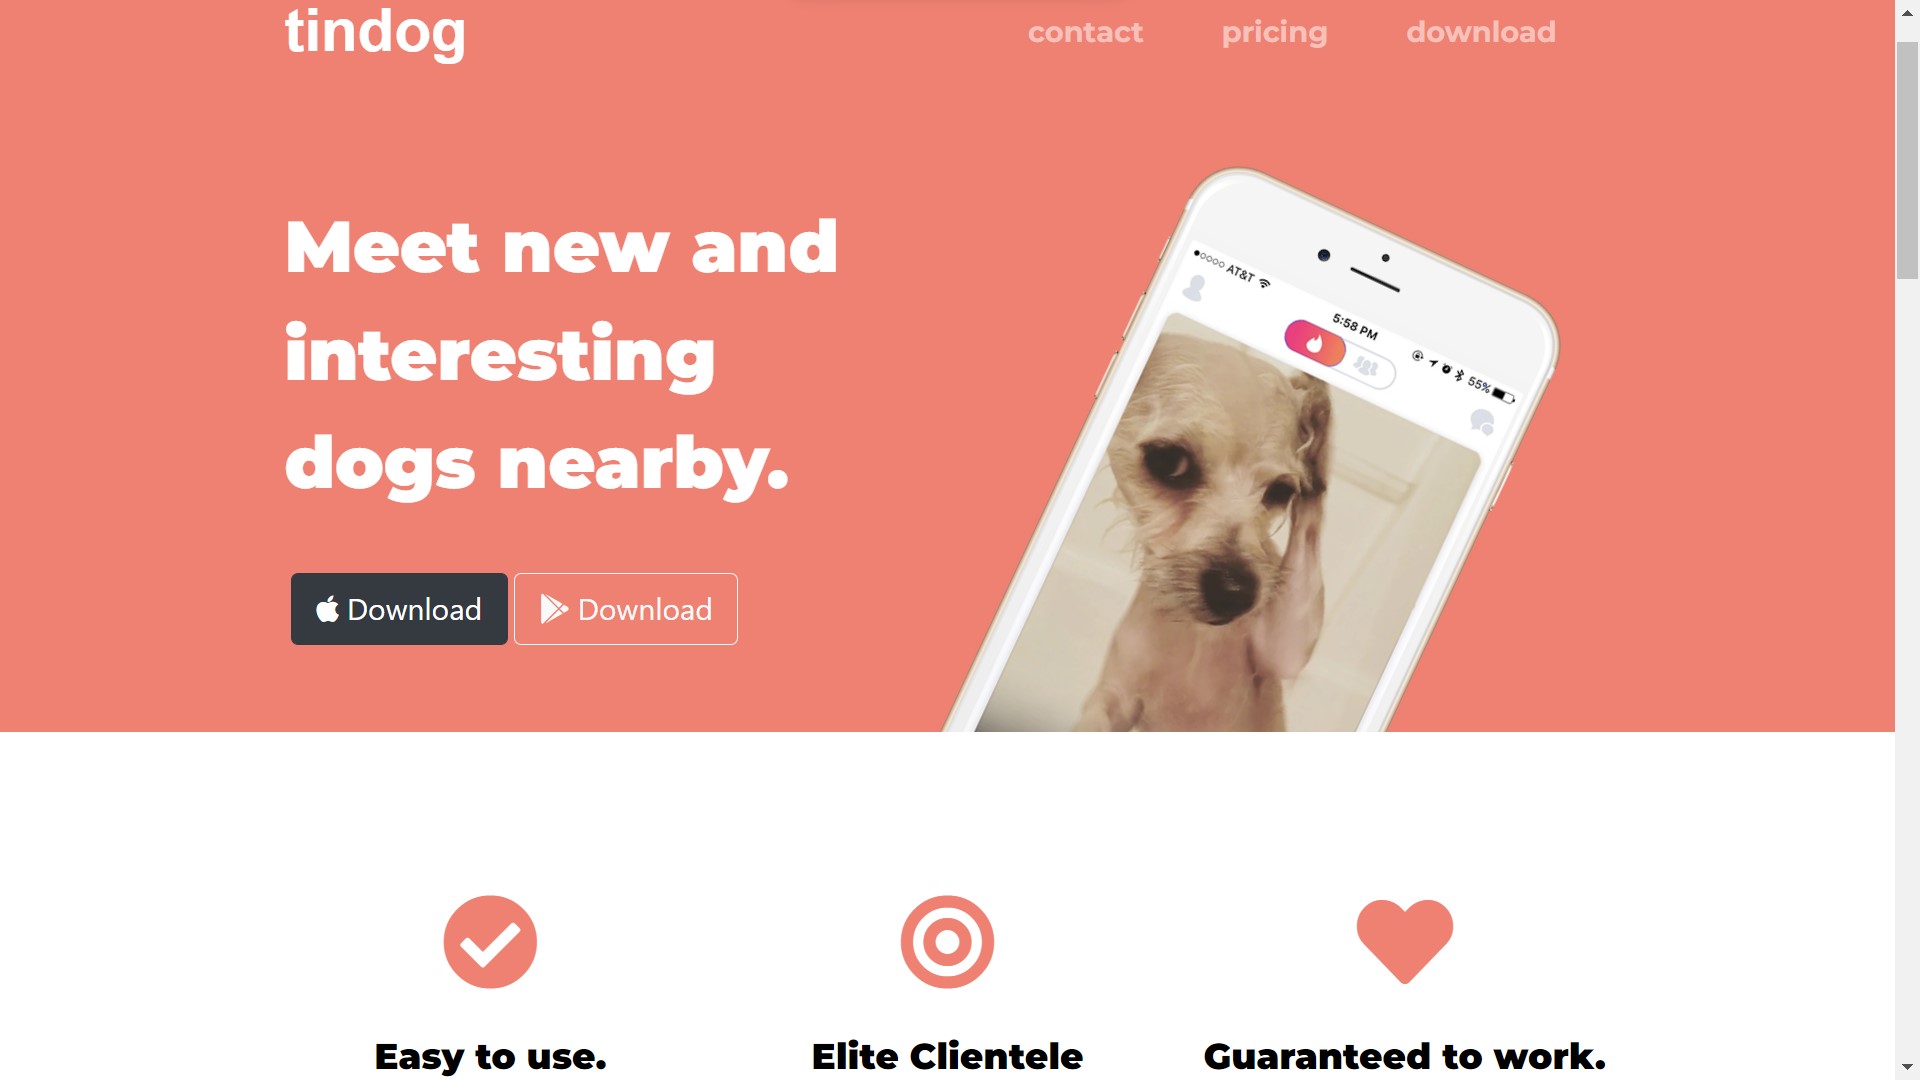 tindog
contact pricing download
Meet new and
interesting
dogs nearby.
AT&T
5:58 PM
55%
Download Download
Easy to use. Elite Clientele Guaranteed to work.